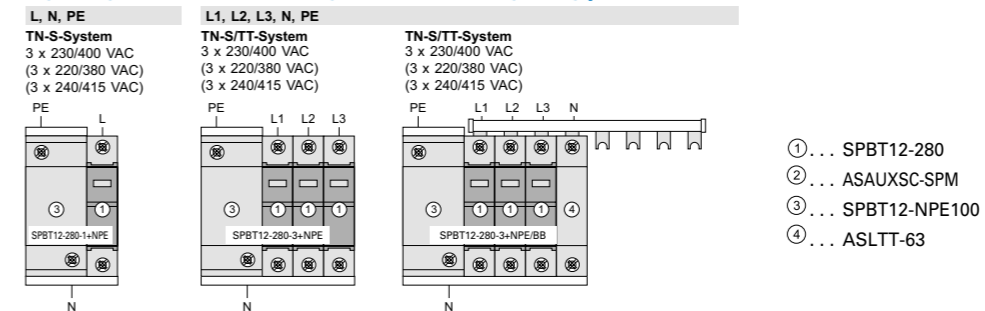 L, N, PE
TN-S-System
3 x 230/400 VAC
(3 x 220/380 VAC)
(3 x 240/415 VAC)
PE
L
3
1
SPBT12-280-1+NPE
N
L1, L2, L3, N, PE
TN-S/TT-System
3 x 230/400 VAC
(3 x 220/380 VAC)
(3 x 240/415 VAC)
PE
L1 L2 L3
3 1 1 1
SPBT12-280-3+NPE
N
TN-S/TT-System
3 x 230/400 VAC
(3 x 220/380 VAC)
(3 x 240/415 VAC)
PE
L1 L2 L3 N
3 1 1 1 4
SPBT12-280-3+NPE/BB
N
1... SPBT12-280
2... ASAUXSC-SPM
3... SPBT12-NPE100
4... ASLTT-63